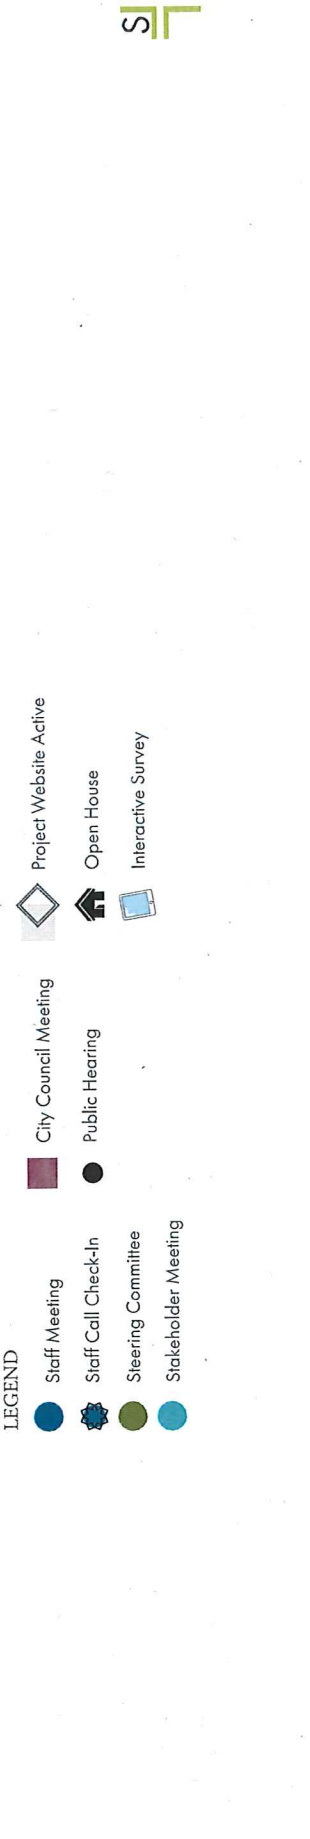 LEGEND
Staff Meeting
Staff Call Check-In
Steering Committee
Stakeholder Meeting
City Council Meeting
Public Hearing
Project Website Active
Open House
Interactive Survey
S